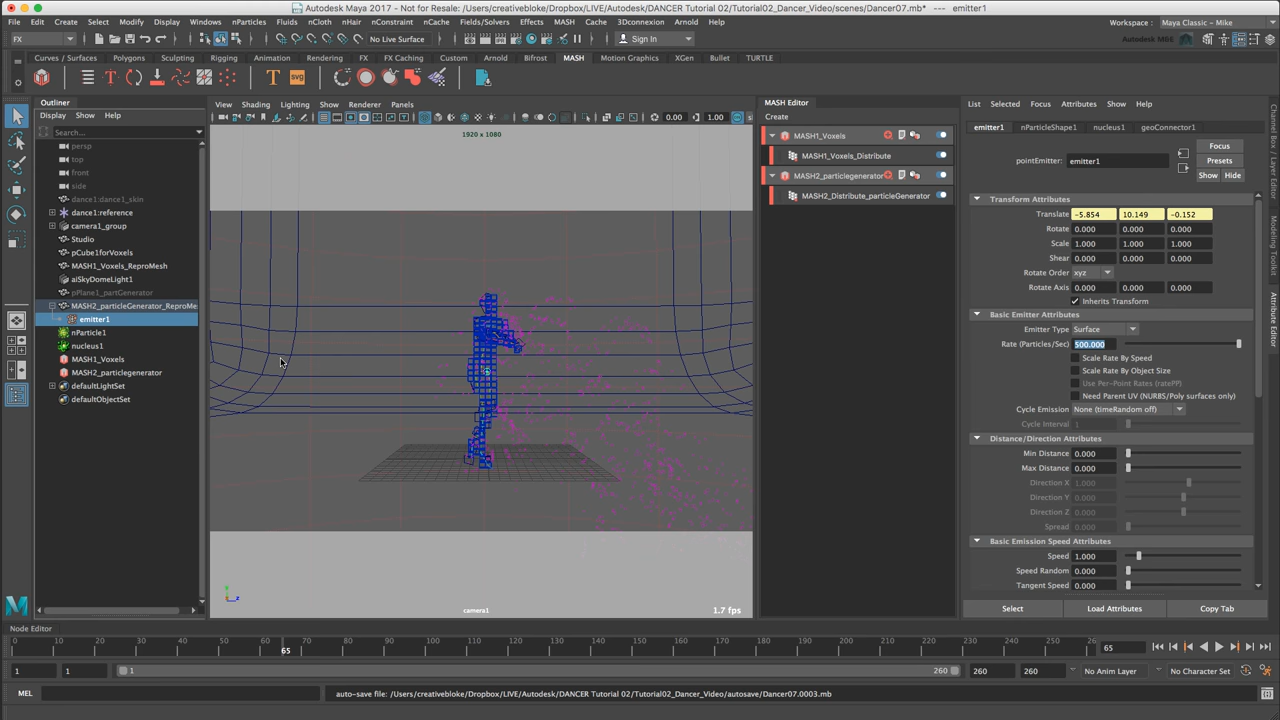 Autodesk Maya 2017 - Not for Resale: /Users/creativebloke/Dropbox/LIVE/Autodesk/DANCER Tutorial 02/Tutorial02_Dancer_Video/scenes/Dancer07.mb* --- emitter1
File Edit Create Select Modify Display Windows nParticles Fluids nCloth nHair nConstraint nCache Fields/Solvers Effects MASH Cache 3Dconnexion Arnold Help
Workspace : Maya Classic - Mike
FX
No Live Surface
Sign In
Curves / Surfaces Polygons Sculpting Rigging Animation Rendering FX FX Caching Custom Arnold Bifrost MASH Motion Graphics XGen Bullet TURTLE
Outliner
Display Show Help
Search...
persp
top
front
side
dance1:dance1_skin
dance1:reference
camera1_group
Studio
pCube1forVoxels
MASH1_Voxels_ReproMesh
aiSkyDomeLight1
pPlane1_partGenerator
MASH2_particleGenerator_ReproMe
emitter1
nParticle1
nucleus1
MASH1_Voxels
MASH2_particlegenerator
defaultLightSet
defaultObjectSet
View Shading Lighting Show Renderer Panels
0.00 1.00
1920 x 1080
camera1
1.7 fps
MASH Editor
Create
MASH1_Voxels
MASH1_Voxels_Distribute
MASH2_particlegenerator
MASH2_Distribute_particleGenerator
List Selected Focus Attributes Show Help
emitter1 nParticleShape1 nucleus1 geoConnector1
Focus
pointEmitter: emitter1
Presets
Show Hide
Transform Attributes
Translate -5.854 10.149 -0.152
Rotate 0.000 0.000 0.000
Scale 1.000 1.000 1.000
Shear 0.000 0.000 0.000
Rotate Order xyz
Rotate Axis 0.000 0.000 0.000
Inherits Transform
Basic Emitter Attributes
Emitter Type Surface
Rate (Particles/Sec) 500.000
Scale Rate By Speed
Scale Rate By Object Size
Use Per-Point Rates (ratePP)
Need Parent UV (NURBS/Poly surfaces only)
Cycle Emission None (timeRandom off)
Cycle Interval 1
Distance/Direction Attributes
Min Distance 0.000
Max Distance 0.000
Direction X 1.000
Direction Y 0.000
Direction Z 0.000
Spread 0.000
Basic Emission Speed Attributes
Speed 1.000
Speed Random 0.000
Tangent Speed 0.000
Select Load Attributes Copy Tab
Channel Box / Layer Editor
Modeling Toolkit
Attribute Editor
Node Editor
0 10 20 30 40 50 60 70 80 90 100 110 120 130 140 150 160 170 180 190 200 210 220 230 240 250 26
65
65
1 1 1 260 260 260 No Anim Layer No Character Set
MEL
auto-save file: /Users/creativebloke/Dropbox/LIVE/Autodesk/DANCER Tutorial 02/Tutorial02_Dancer_Video/autosave/Dancer07.0003.mb